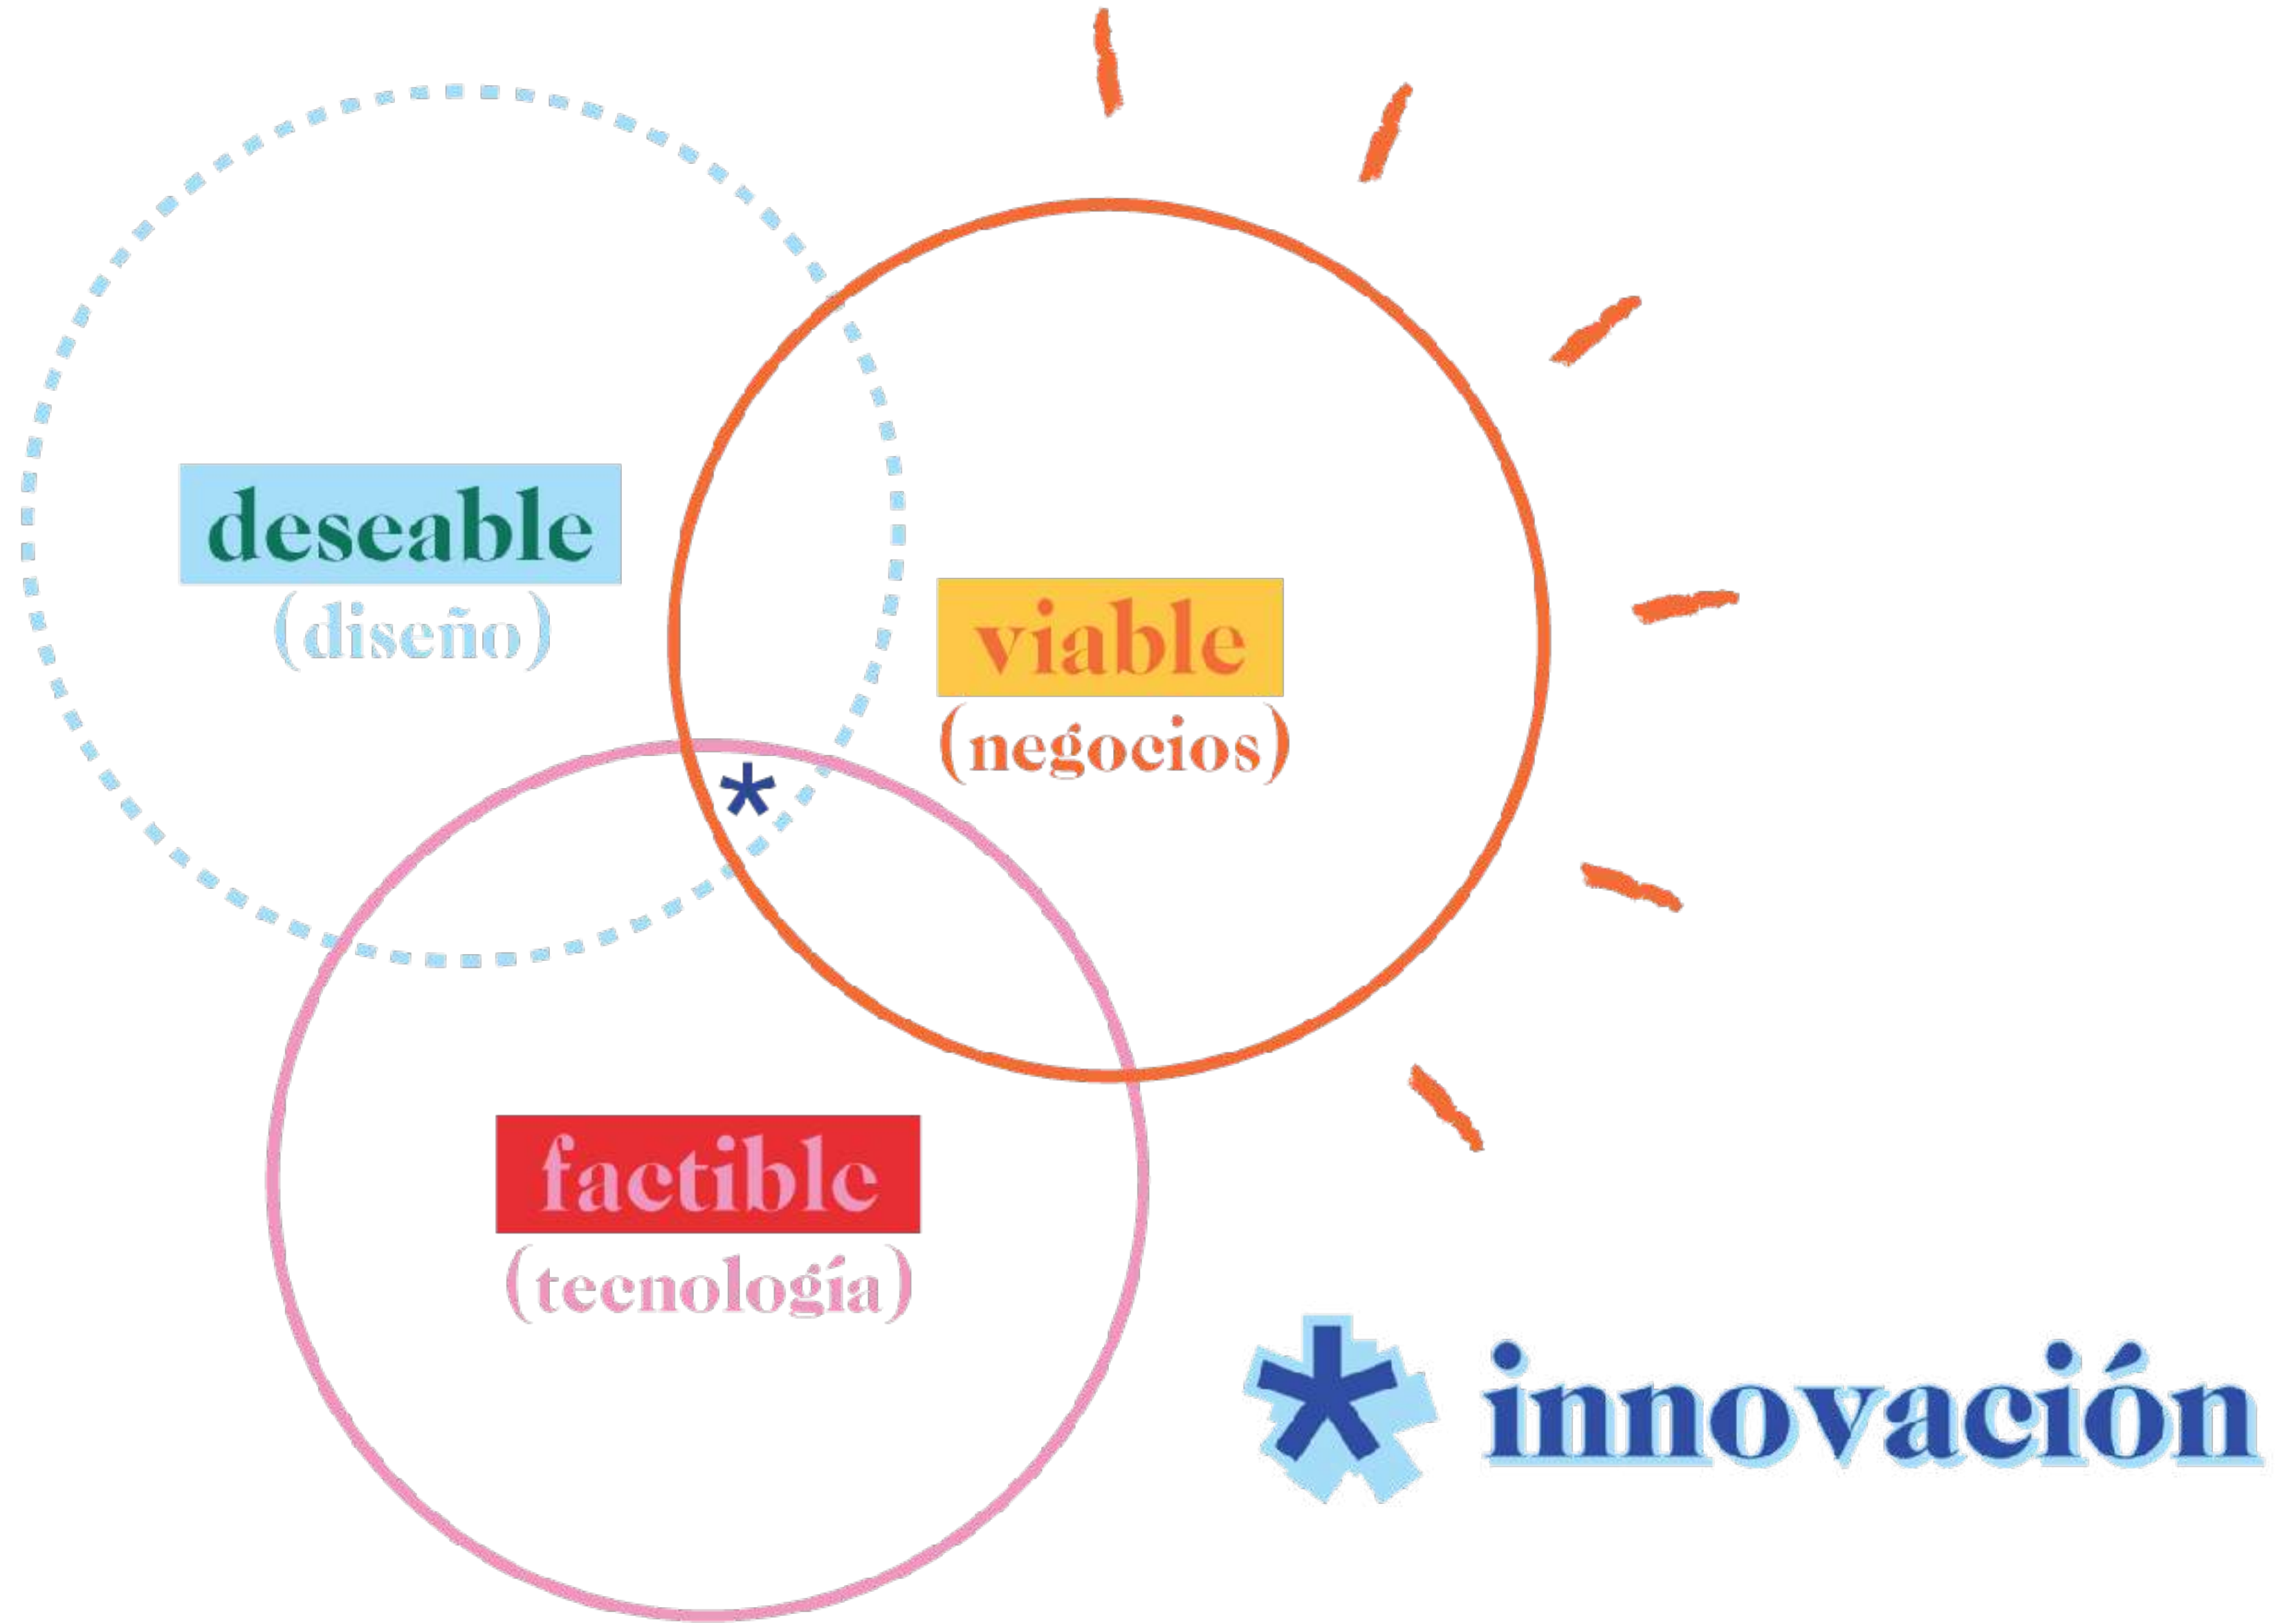 deseable
(diseño)
viable
(negocios)
*
factible
(tecnología)
* innovación